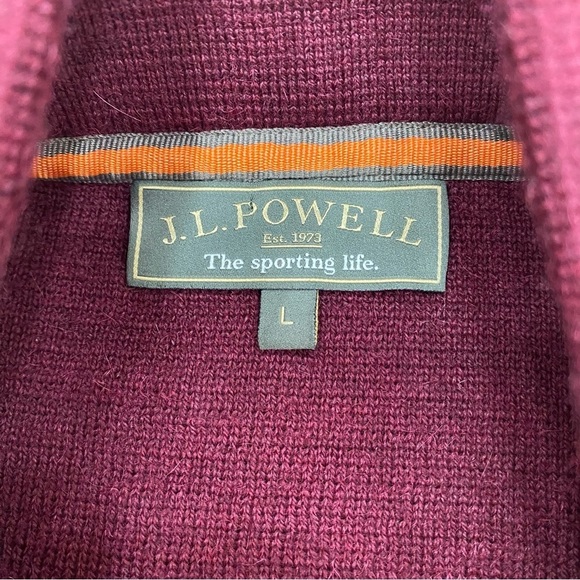 J.L.POWELL
Est. 1973
The sporting life.
L